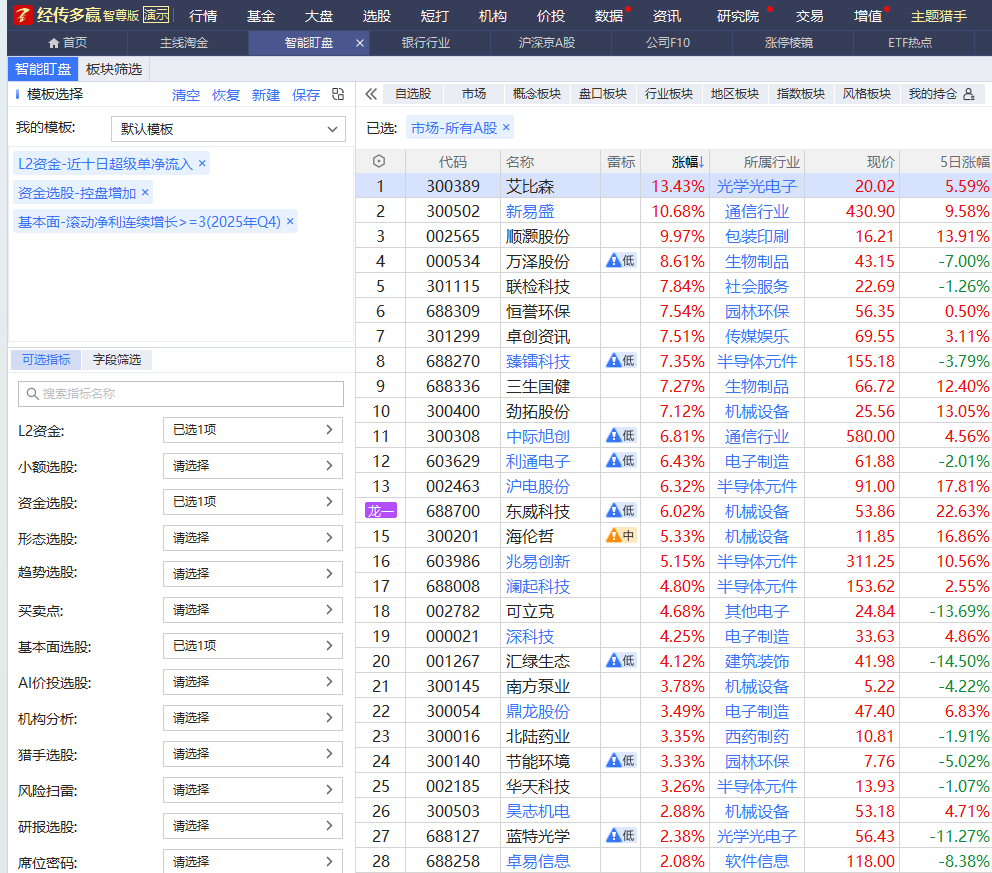 经传多赢 智尊版 演示 行情 基金 大盘 选股 短打 机构 价投 数据 资讯 研究院 交易 增值 主题猎手
首页 主线淘金 智能盯盘 × 银行行业 沪深京A股 公司F10 涨停棱镜 ETF热点
智能盯盘 板块筛选
模板选择 清空 恢复 新建 保存
我的模板: 默认模板
L2资金-近十日超级单净流入 ×
资金选股-控盘增加 ×
基本面-滚动净利连续增长>=3(2025年Q4) ×
可选指标 字段筛选
搜索指标名称
L2资金: 已选1项
小额选股: 请选择
资金选股: 已选1项
形态选股: 请选择
趋势选股: 请选择
买卖点: 请选择
基本面选股: 已选1项
AI价投选股: 请选择
机构分析: 请选择
猎手选股: 请选择
风险扫雷: 请选择
研报选股: 请选择
席位密码: 请选择
自选股 市场 概念板块 盘口板块 行业板块 地区板块 指数板块 风格板块 我的持仓
已选: 市场-所有A股 ×
代码 名称 雷标 涨幅↓ 所属行业 现价 5日涨幅
1 300389 艾比森 13.43% 光学光电子 20.02 5.59%
2 300502 新易盛 10.68% 通信行业 430.90 9.58%
3 002565 顺灏股份 9.97% 包装印刷 16.21 13.91%
4 000534 万泽股份 低 8.61% 生物制品 43.15 -7.00%
5 301115 联检科技 7.84% 社会服务 22.69 -1.26%
6 688309 恒誉环保 7.54% 园林环保 56.35 0.50%
7 301299 卓创资讯 7.51% 传媒娱乐 69.55 3.11%
8 688270 臻镭科技 低 7.35% 半导体元件 155.18 -3.79%
9 688336 三生国健 7.27% 生物制品 66.72 12.40%
10 300400 劲拓股份 7.12% 机械设备 25.56 13.05%
11 300308 中际旭创 低 6.81% 通信行业 580.00 4.56%
12 603629 利通电子 低 6.43% 电子制造 61.88 -2.01%
13 002463 沪电股份 6.32% 半导体元件 91.00 17.81%
龙一 688700 东威科技 低 6.02% 机械设备 53.86 22.63%
15 300201 海伦哲 中 5.33% 机械设备 11.85 16.86%
16 603986 兆易创新 5.15% 半导体元件 311.25 10.56%
17 688008 澜起科技 4.80% 半导体元件 153.62 2.55%
18 002782 可立克 4.68% 其他电子 24.84 -13.69%
19 000021 深科技 4.25% 电子制造 33.63 4.86%
20 001267 汇绿生态 低 4.12% 建筑装饰 41.98 -14.50%
21 300145 南方泵业 3.78% 机械设备 5.22 -4.22%
22 300054 鼎龙股份 3.49% 电子制造 47.40 6.83%
23 300016 北陆药业 3.35% 西药制药 10.81 -1.91%
24 300140 节能环境 低 3.33% 园林环保 7.76 -5.02%
25 002185 华天科技 3.26% 半导体元件 13.93 -1.07%
26 300503 昊志机电 2.88% 机械设备 53.18 4.71%
27 688127 蓝特光学 低 2.38% 光学光电子 56.43 -11.27%
28 688258 卓易信息 2.08% 软件信息 118.00 -8.38%